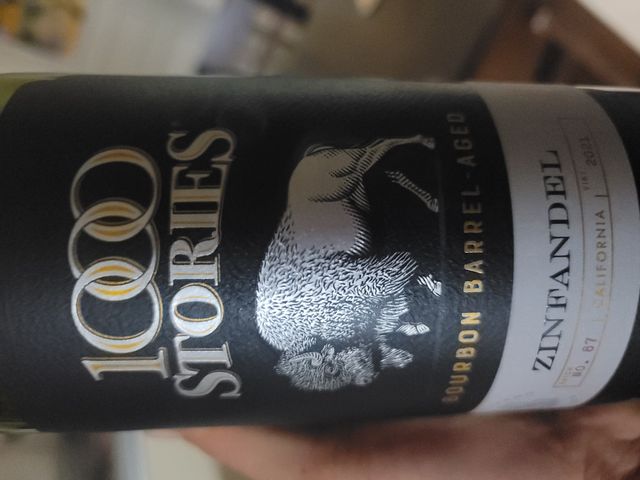 1000
STORIES
BOURBON BARREL-AGED
ZINFANDEL
NO. 67
CALIFORNIA
2021